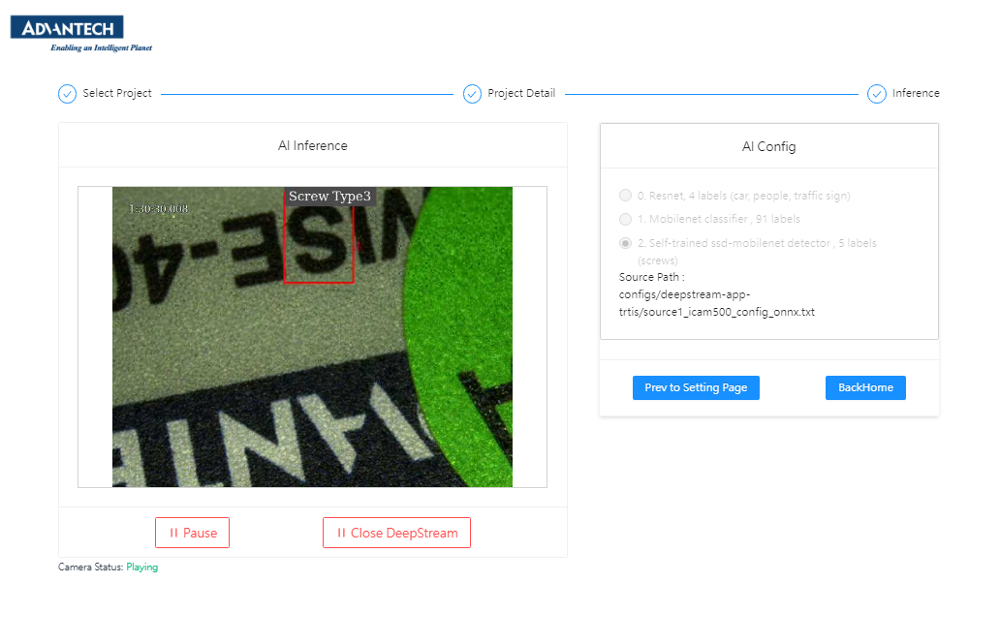 ADVANTECH
Enabling an Intelligent Planet
Select Project
Project Detail
Inference
AI Inference
AI Config
Screw Type3
1:30:30.008
WISE-40
0. Resnet, 4 labels (car, people, traffic sign)
1. Mobilenet classifier , 91 labels
2. Self-trained ssd-mobilenet detector , 5 labels
(screws)
Source Path :
configs/deepstream-app-
trtis/source1_icam500_config_onnx.txt
Prev to Setting Page
BackHome
Pause
Close DeepStream
Camera Status: Playing